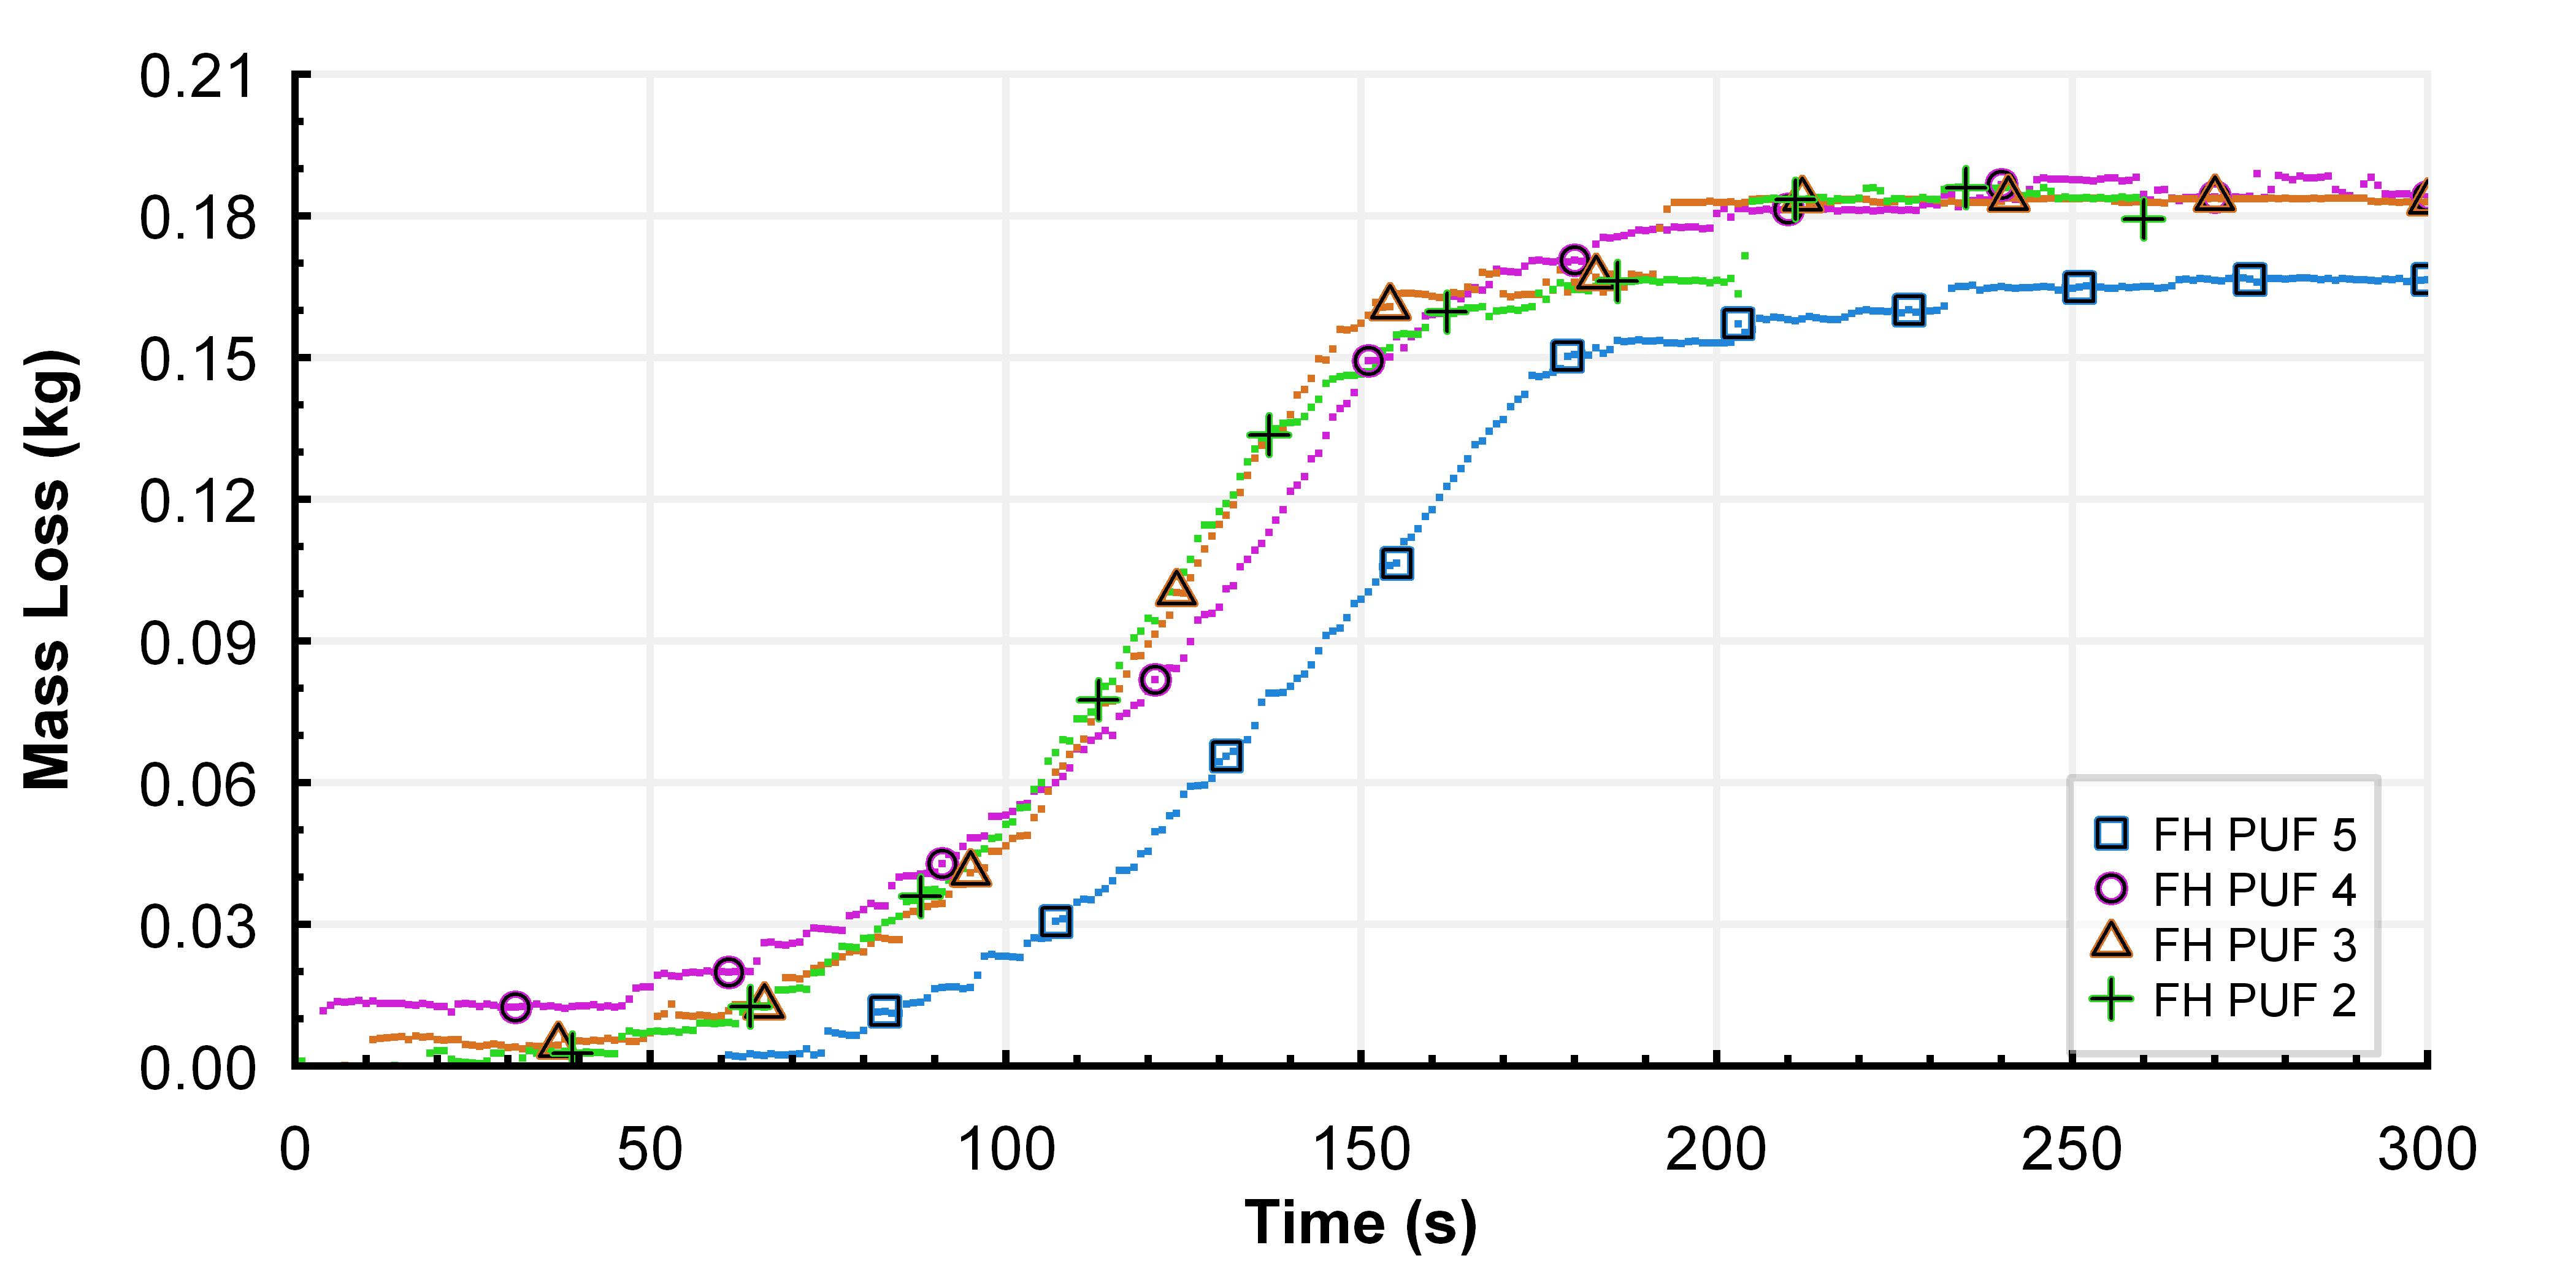 0.21
0.18
0.15
0.12
0.09
0.06
0.03
0.00
Mass Loss (kg)
FH PUF 5
FH PUF 4
FH PUF 3
FH PUF 2
0 50 100 150 200 250 300
Time (s)